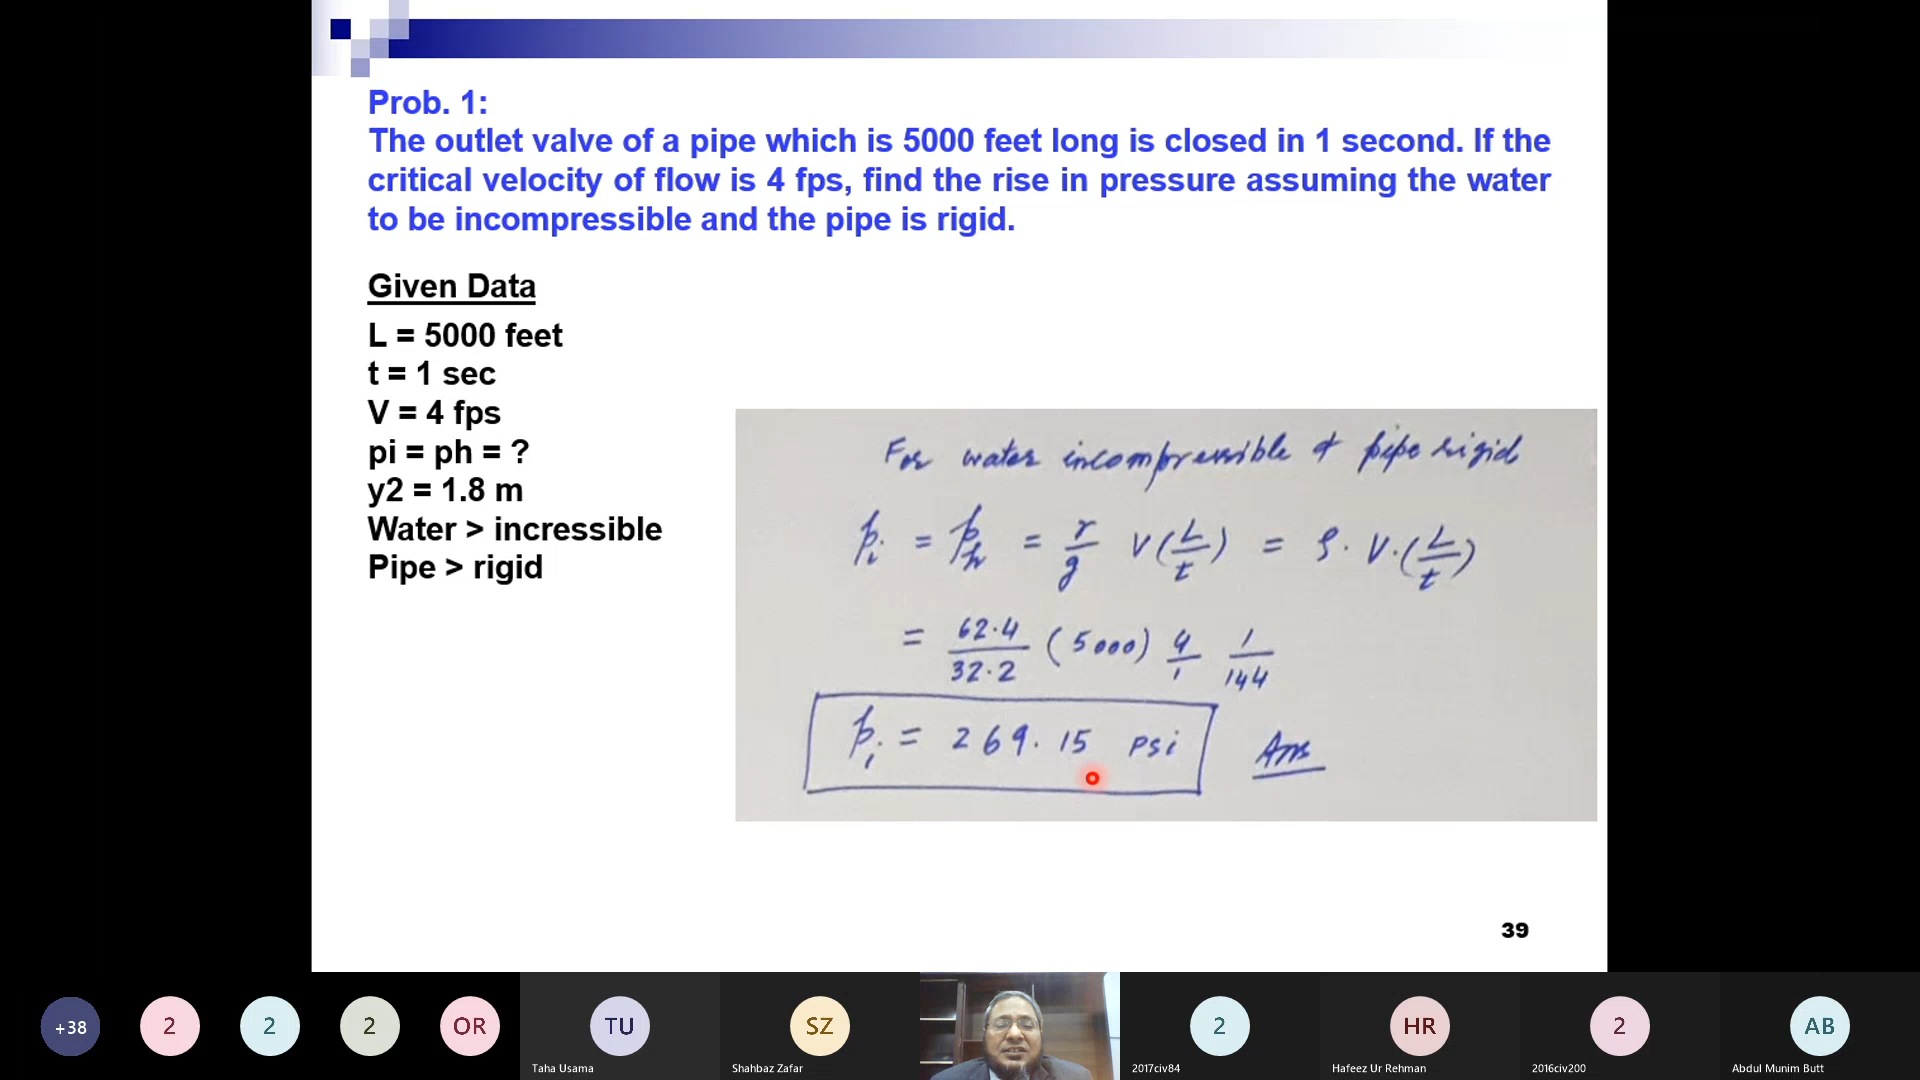 Prob. 1:
The outlet valve of a pipe which is 5000 feet long is closed in 1 second. If the
critical velocity of flow is 4 fps, find the rise in pressure assuming the water
to be incompressible and the pipe is rigid.
Given Data
L = 5000 feet
t = 1 sec
V = 4 fps
pi = ph = ?
y2 = 1.8 m
Water > incressible
Pipe > rigid
For water incompressible & pipe rigid
pi = ph = γ/g V(L/t) = ρ. V.(L/t)
= 62.4/32.2 (5000) 4/1 1/144
pi = 269.15 psi Ans
39
+38
2
2
2
OR
TU
SZ
2
HR
2
AB
Taha Usama
Shahbaz Zafar
2017civ84
Hafeez Ur Rehman
2016civ200
Abdul Munim Butt